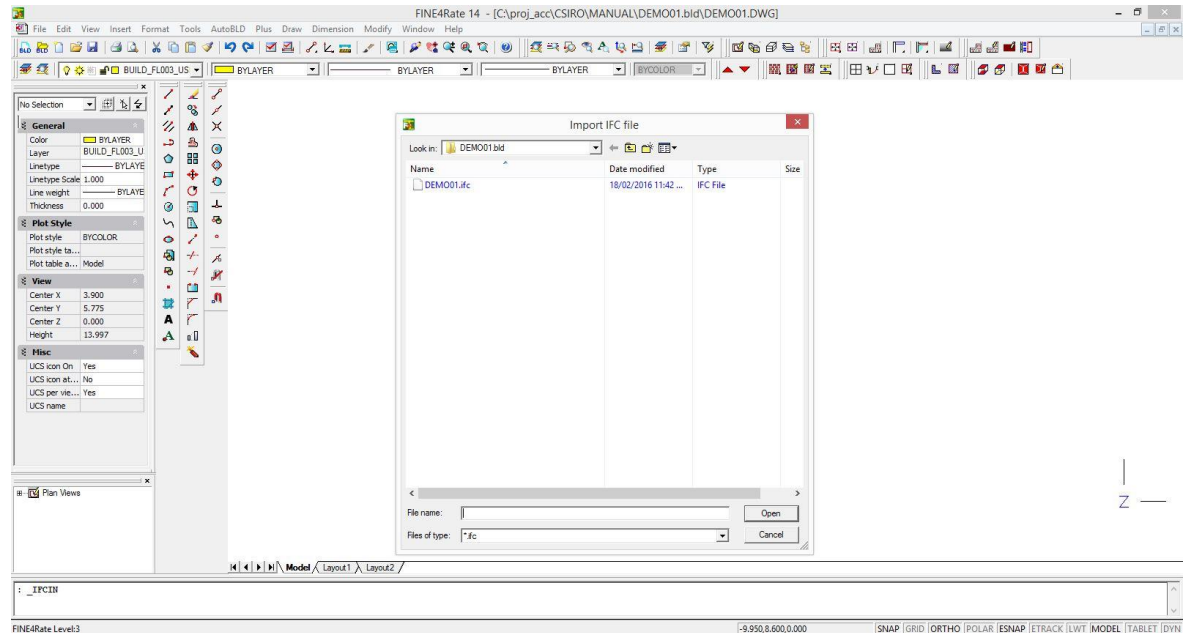 FINE4Rate 14 - [C:\proj_acc\CSIRO\MANUAL\DEMO01.bld\DEMO01.DWG]
File Edit View Insert Format Tools AutoBLD Plus Draw Dimension Modify Window Help
BUILD_FL003_US BYLAYER BYLAYER BYLAYER BYCOLOR
No Selection
General
Color BYLAYER
Layer BUILD_FL003_U
Linetype BYLAYE
Linetype Scale 1.000
Line weight BYLAYE
Thickness 0.000
Plot Style
Plot style BYCOLOR
Plot style ta...
Plot table a... Model
View
Center X 3.900
Center Y 5.775
Center Z 0.000
Height 13.997
Misc
UCS icon On Yes
UCS icon at... No
UCS per vie... Yes
UCS name
Plan Views
Import IFC file
Look in: DEMO01.bld
Name Date modified Type Size
DEMO01.ifc 18/02/2016 11:42 ... IFC File
File name: Open
Files of type: *.ifc Cancel
Z
Model Layout1 Layout2
: _IFCIN
FINE4Rate Level:3 -9.950,8.600,0.000 SNAP GRID ORTHO POLAR ESNAP ETRACK LWT MODEL TABLET DYN